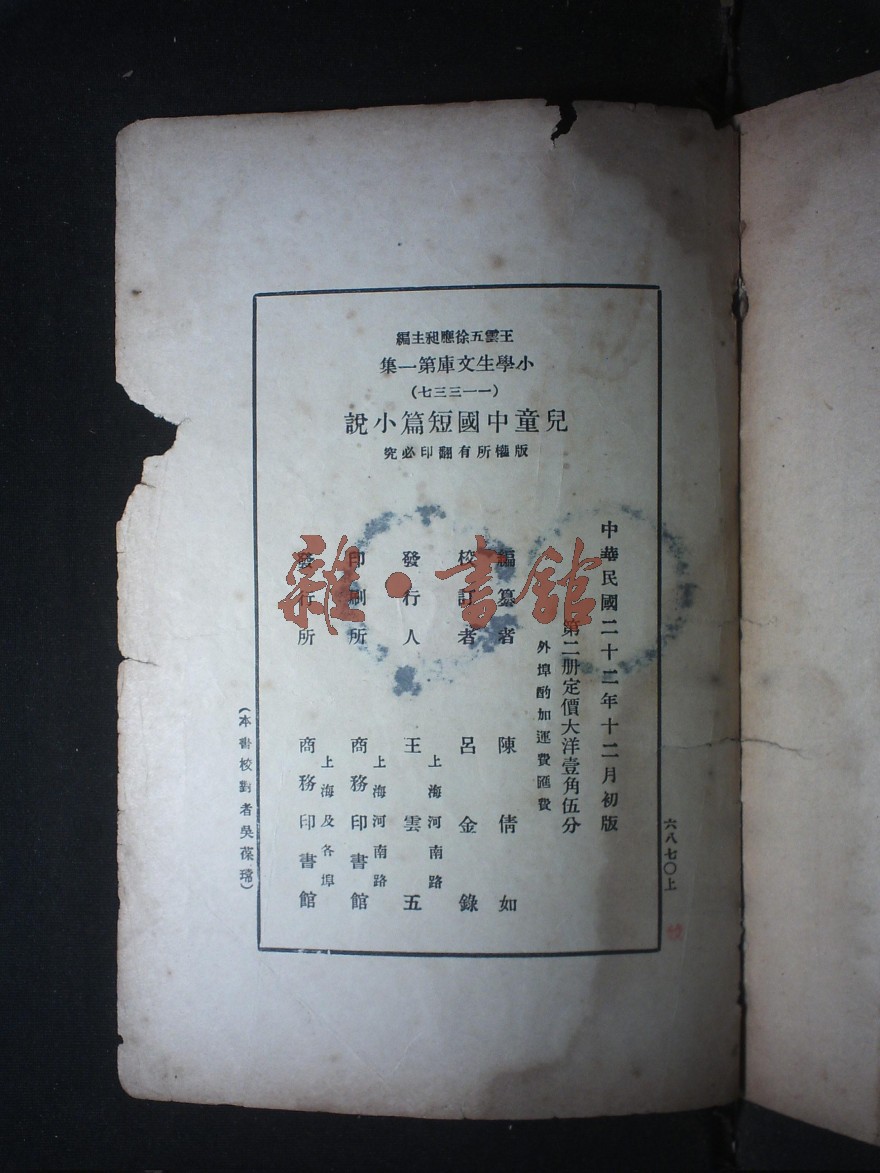 王雲五徐應昶主編
小學生文庫第一集
(一一三三七)
兒童中國短篇小說
版權所有翻印必究
六八七〇上
中華民國二十二年十二月初版
第二册定價大洋壹角伍分
外埠酌加運費匯費
編纂者 陳倩如
校訂者 呂金錄
上海河南路
發行人 王雲五
上海河南路
印刷所 商務印書館
上海及各埠
發行所 商務印書館
(本書校對者吳葆瑞)
雜·書館